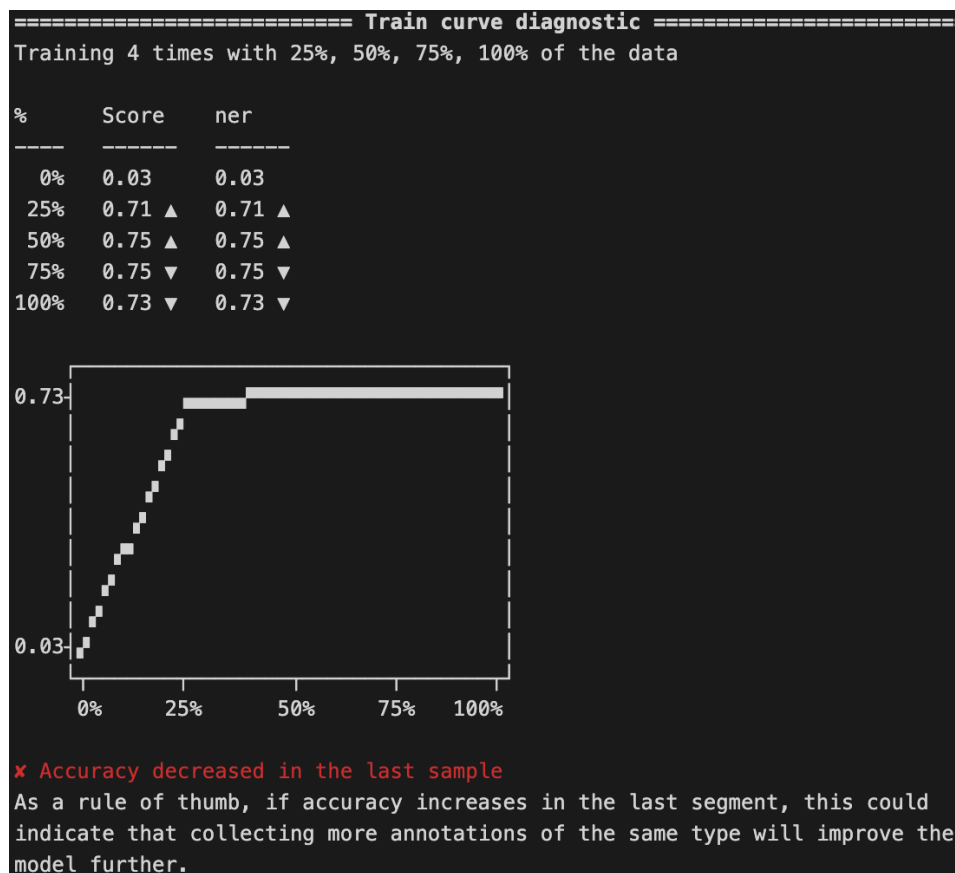 =========================== Train curve diagnostic ========================
Training 4 times with 25%, 50%, 75%, 100% of the data
% Score ner
---- ------ ------
0% 0.03 0.03
25% 0.71 ▲ 0.71 ▲
50% 0.75 ▲ 0.75 ▲
75% 0.75 ▼ 0.75 ▼
100% 0.73 ▼ 0.73 ▼
0.73
0.03
0% 25% 50% 75% 100%
✘ Accuracy decreased in the last sample
As a rule of thumb, if accuracy increases in the last segment, this could
indicate that collecting more annotations of the same type will improve the
model further.